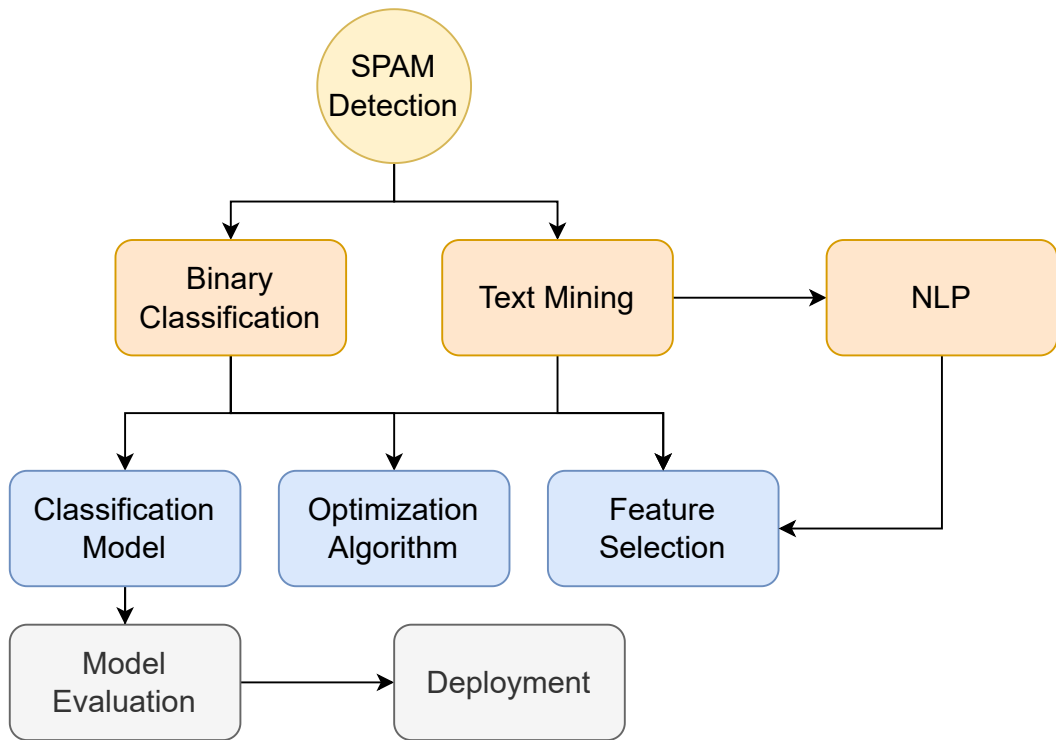 SPAM
Detection
Binary
Classification
Text Mining
NLP
Classification
Model
Optimization
Algorithm
Feature
Selection
Model
Evaluation
Deployment